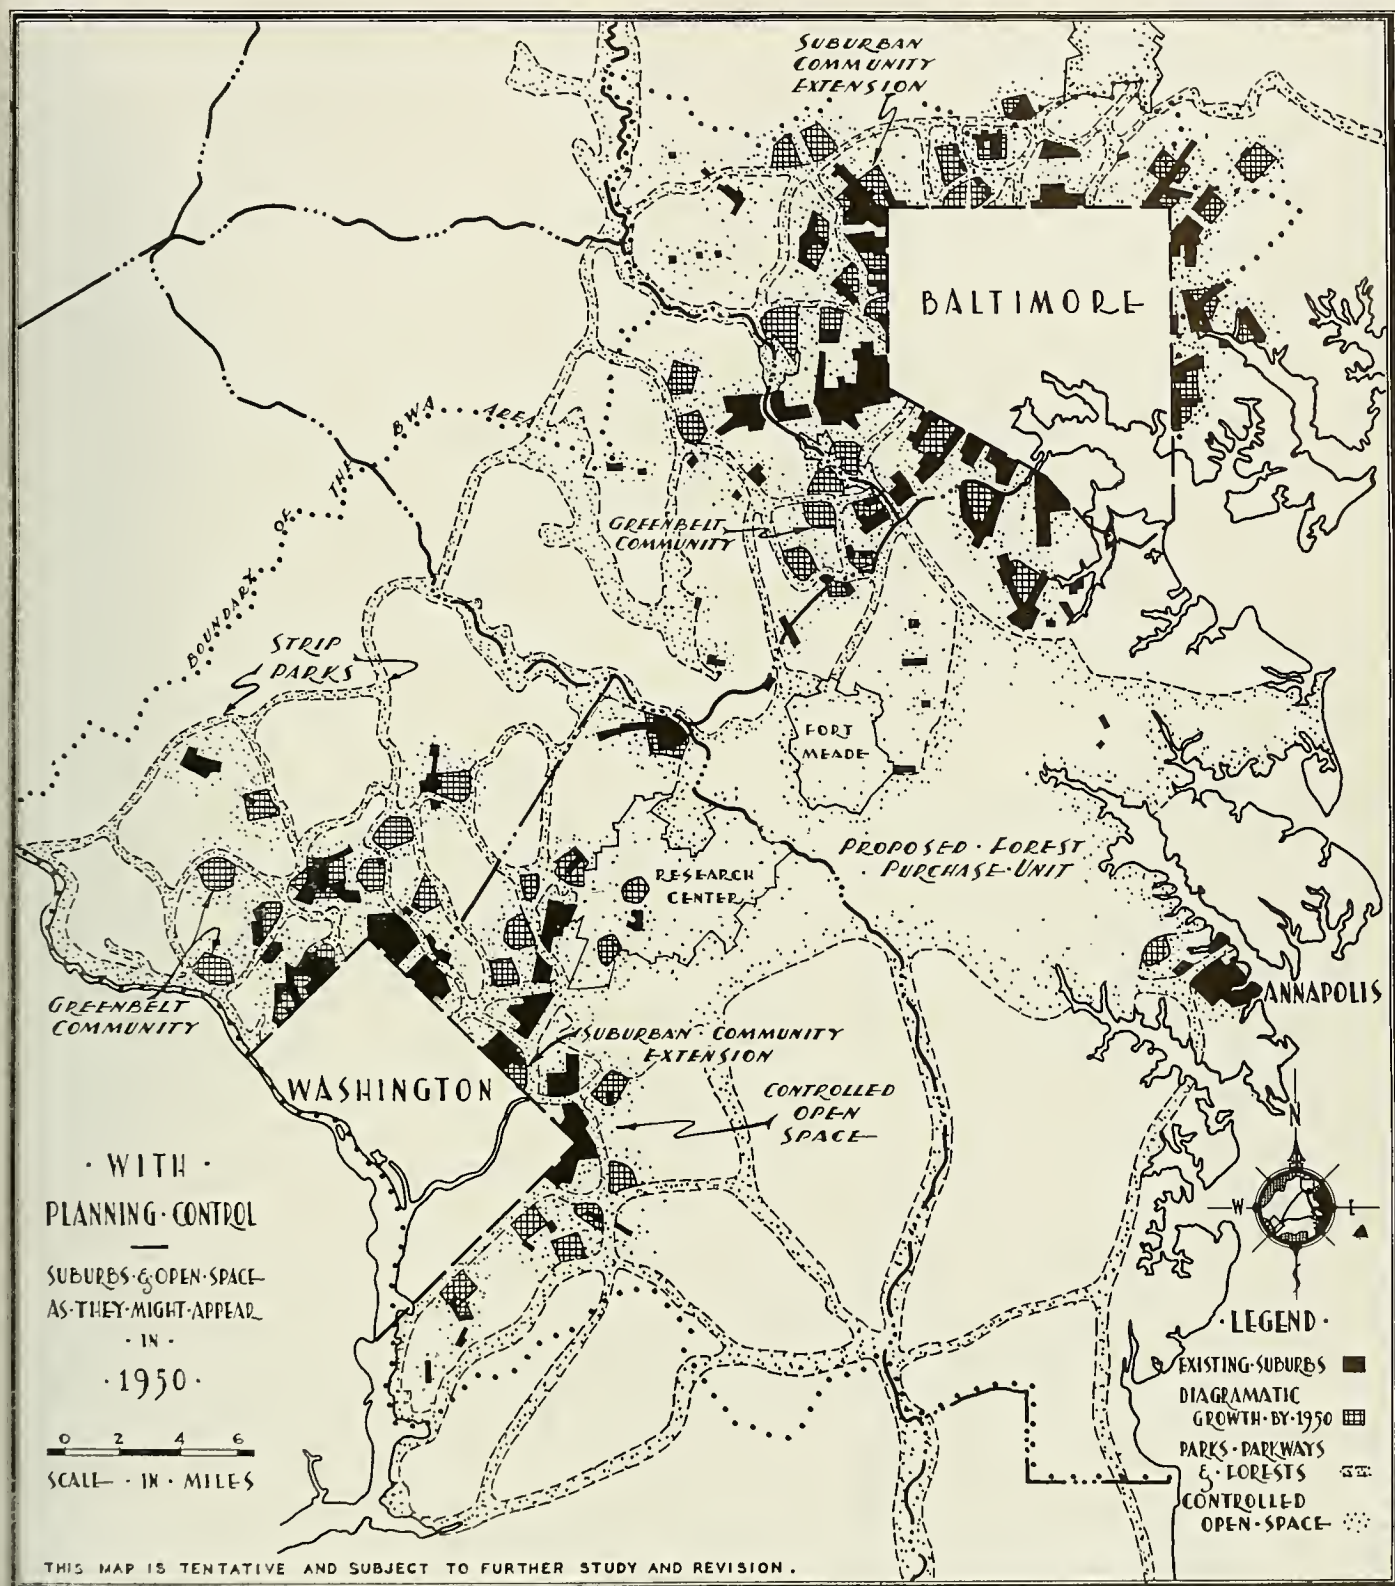 SUBURBAN
COMMUNITY
EXTENSION
BALTIMORE
BOUNDARY OF THE BWA AREA
GREENBELT
COMMUNITY
STRIP
PARKS
FORT
MEADE
PROPOSED · FOREST
PURCHASE · UNIT
RESEARCH
CENTER
GREENBELT
COMMUNITY
ANNAPOLIS
SUBURBAN COMMUNITY
EXTENSION
WASHINGTON
CONTROLLED
OPEN
SPACE
N
W
E
· WITH ·
PLANNING · CONTROL
SUBURBS · & OPEN · SPACE
AS · THEY · MIGHT · APPEAR
· IN ·
· 1950 ·
0 2 4 6
SCALE · IN · MILES
· LEGEND ·
EXISTING · SUBURBS
DIAGRAMATIC
GROWTH · BY · 1950
PARKS · PARKWAYS
& · FORESTS
CONTROLLED
OPEN · SPACE
THIS MAP IS TENTATIVE AND SUBJECT TO FURTHER STUDY AND REVISION.